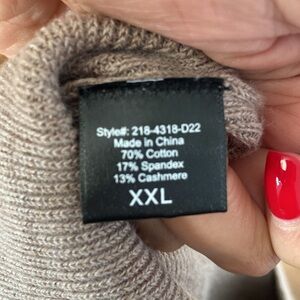 Style#: 218-4318-D22
Made in China
70% Cotton
17% Spandex
13% Cashmere
XXL